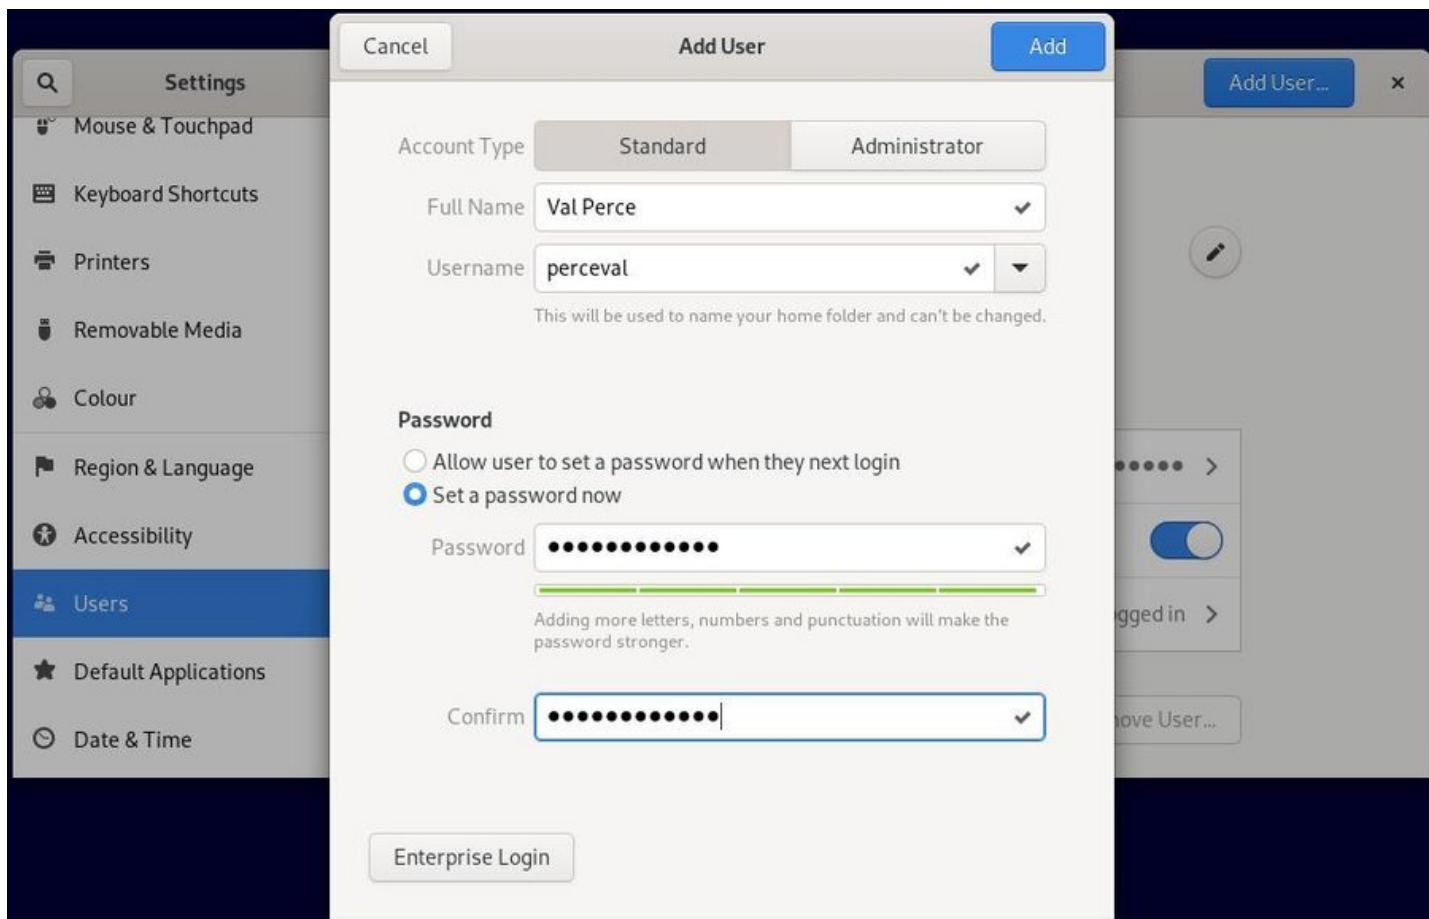 Cancel
Add User
Add
Settings
Add User...
Mouse & Touchpad
Keyboard Shortcuts
Printers
Removable Media
Colour
Region & Language
Accessibility
Users
Default Applications
Date & Time
Account Type
Standard
Administrator
Full Name
Val Perce
Username
perceval
This will be used to name your home folder and can't be changed.
Password
Allow user to set a password when they next login
Set a password now
Password
Adding more letters, numbers and punctuation will make the
password stronger.
Confirm
Enterprise Login
in
User...